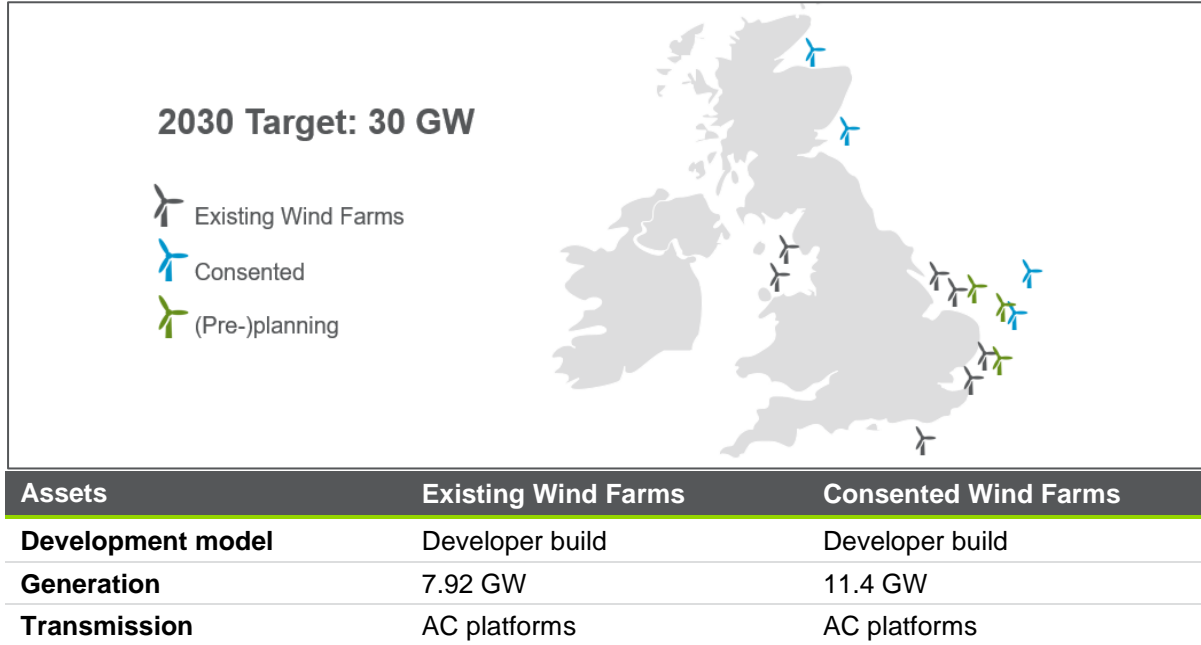 2030 Target: 30 GW
Existing Wind Farms
Consented
(Pre-)planning
Assets Existing Wind Farms Consented Wind Farms
Development model Developer build Developer build
Generation 7.92 GW 11.4 GW
Transmission AC platforms AC platforms